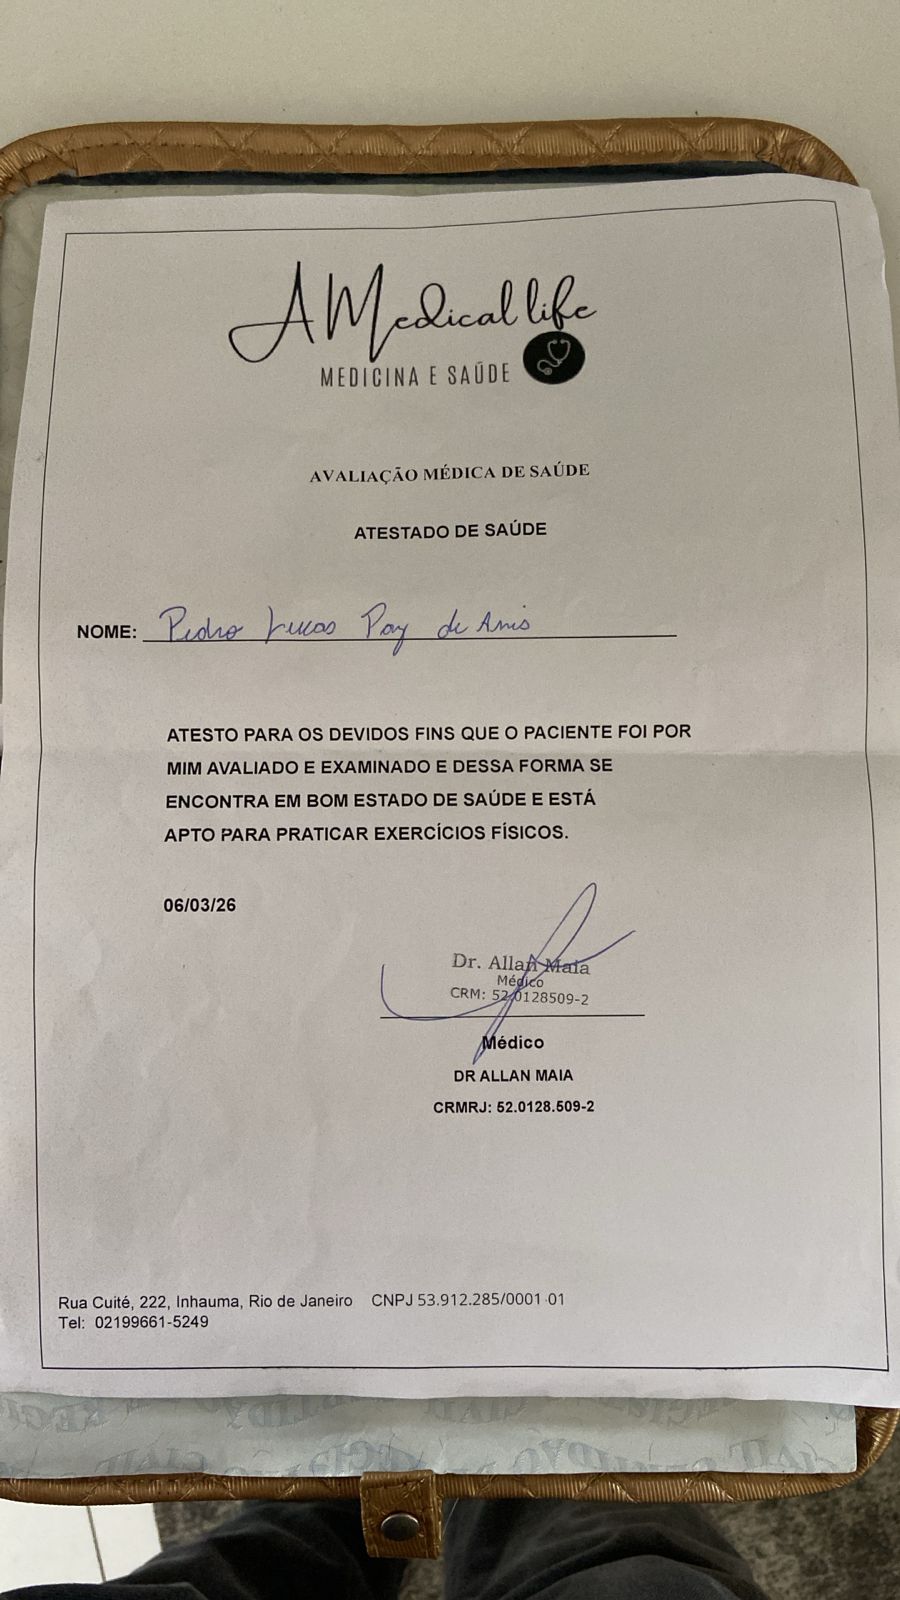 A Medical life
MEDICINA E SAÚDE
AVALIAÇÃO MÉDICA DE SAÚDE
ATESTADO DE SAÚDE
NOME: Pedro Lucas Pay de Anis
ATESTO PARA OS DEVIDOS FINS QUE O PACIENTE FOI POR
MIM AVALIADO E EXAMINADO E DESSA FORMA SE
ENCONTRA EM BOM ESTADO DE SAÚDE E ESTÁ
APTO PARA PRATICAR EXERCÍCIOS FÍSICOS.
06/03/26
Dr. Allan Maia
Médico
CRM: 52.0128509-2
Médico
DR ALLAN MAIA
CRMRJ: 52.0128.509-2
Rua Cuité, 222, Inhauma, Rio de Janeiro CNPJ 53.912.285/0001-01
Tel: 02199661-5249